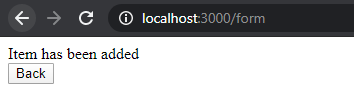 localhost:3000/form
Item has been added
Back